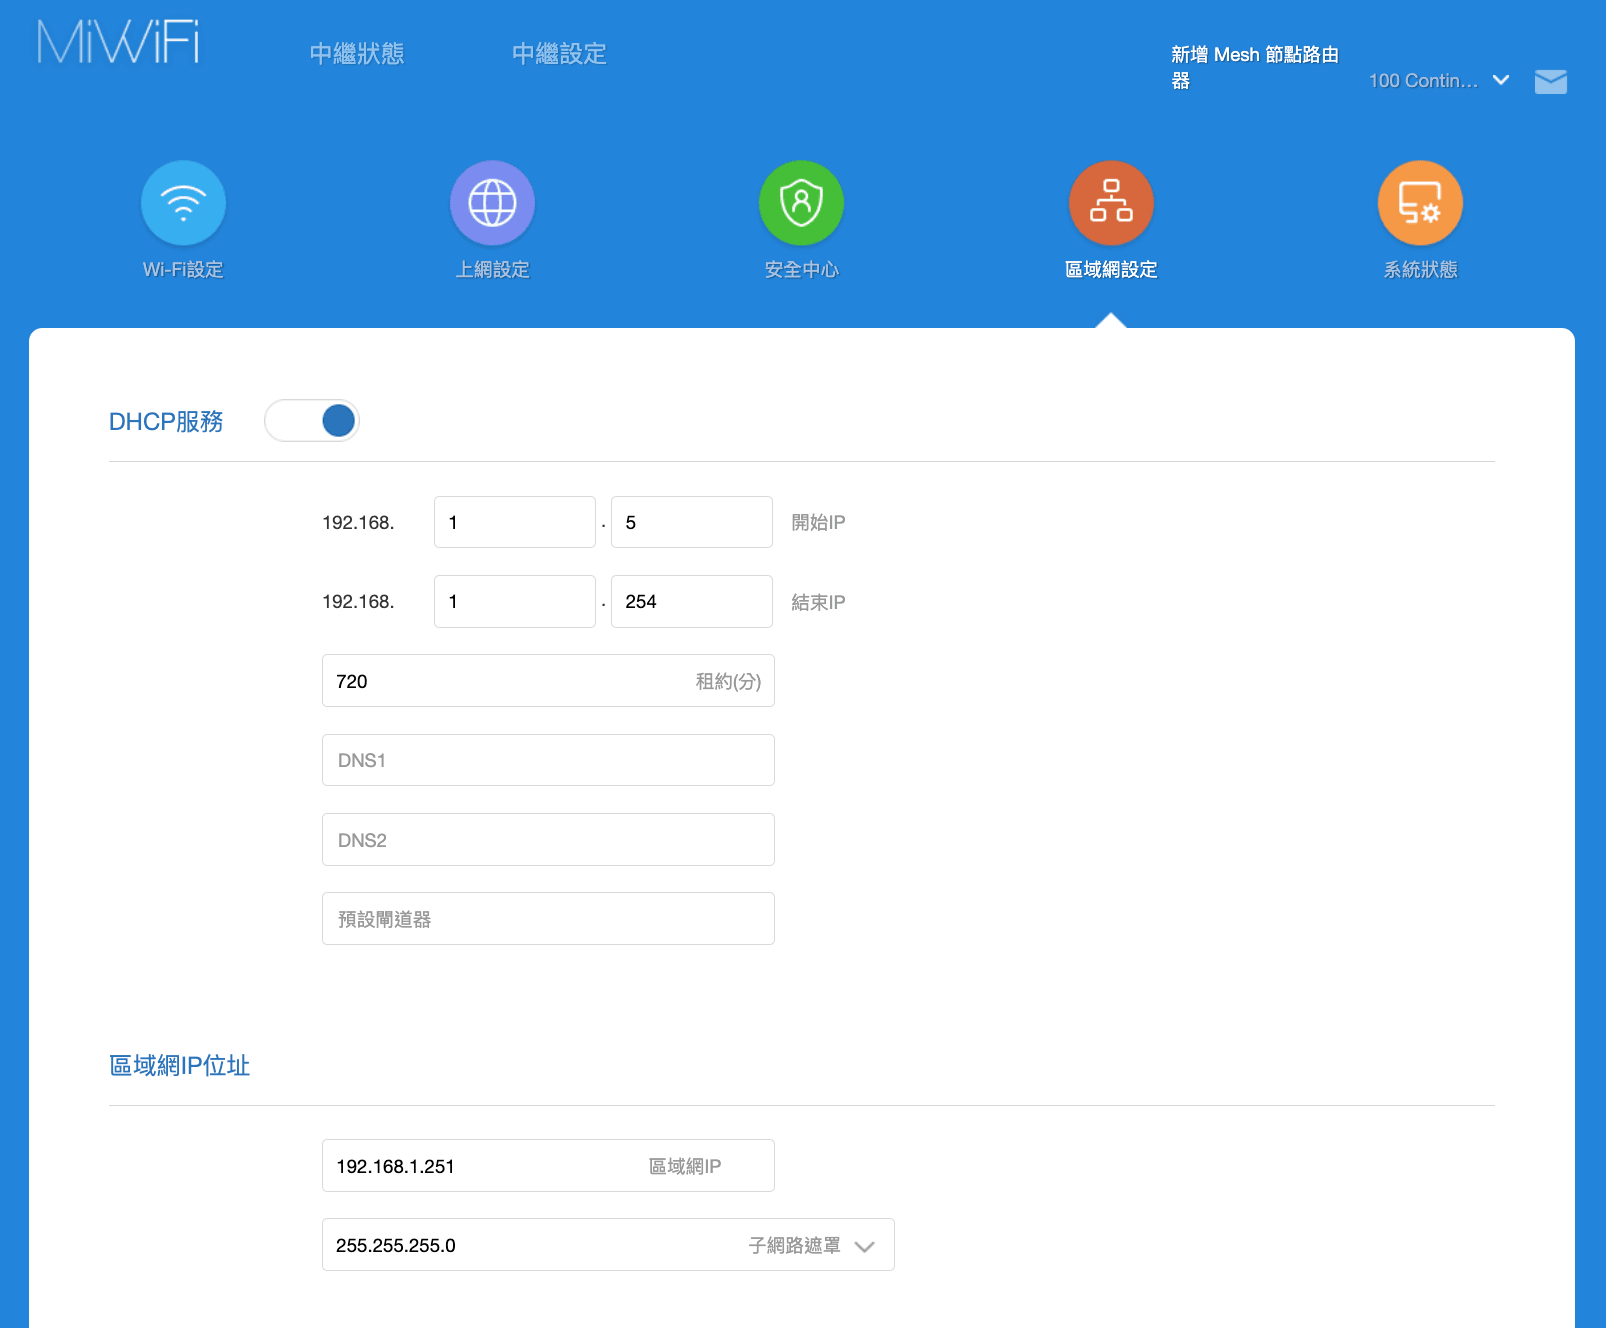 MiWiFi
中繼狀態
中繼設定
新增 Mesh 節點路由
器
100 Contin...
Wi-Fi設定
上網設定
安全中心
區域網設定
系統狀態
DHCP服務
192.168. 1 . 5 開始IP
192.168. 1 . 254 結束IP
720 租約(分)
DNS1
DNS2
預設閘道器
區域網IP位址
192.168.1.251 區域網IP
255.255.255.0 子網路遮罩